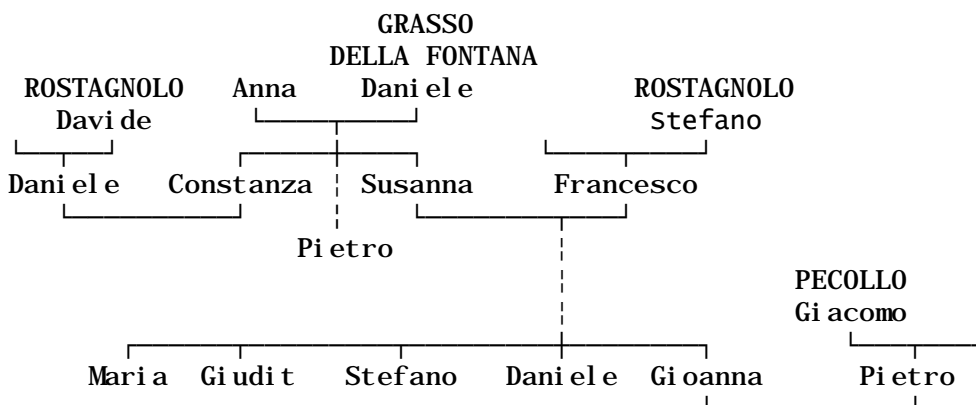 GRASSO
DELLA FONTANA
ROSTAGNOLO Anna Daniele ROSTAGNOLO
Davide Stefano
Daniele Constanza Susanna Francesco
Pietro
PECOLLO
Giacomo
Maria Giudit Stefano Daniele Gioanna Pietro